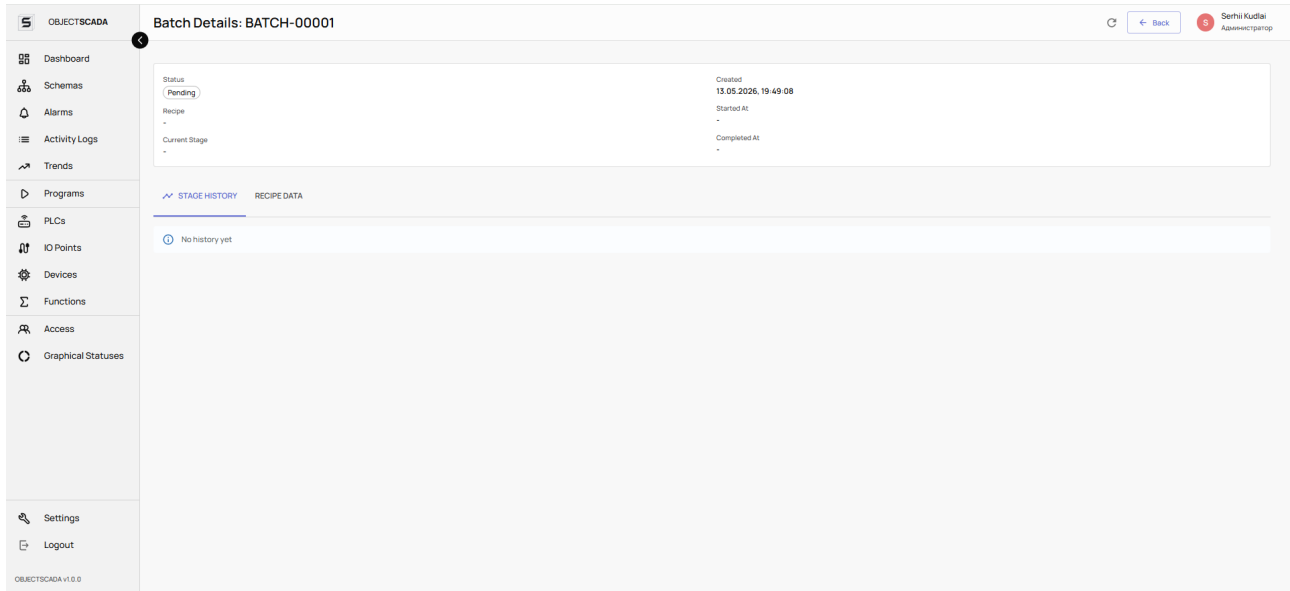 OBJECTSCADA
Batch Details: BATCH-00001
Back
S
Serhii Kudlai
Администратор
Dashboard
Schemas
Alarms
Activity Logs
Trends
Programs
PLCs
IO Points
Devices
Functions
Access
Graphical Statuses
Settings
Logout
OBJECTSCADA v1.0.0
Status
Pending
Recipe
-
Current Stage
-
Created
13.05.2026, 19:49:08
Started At
-
Completed At
-
STAGE HISTORY
RECIPE DATA
No history yet